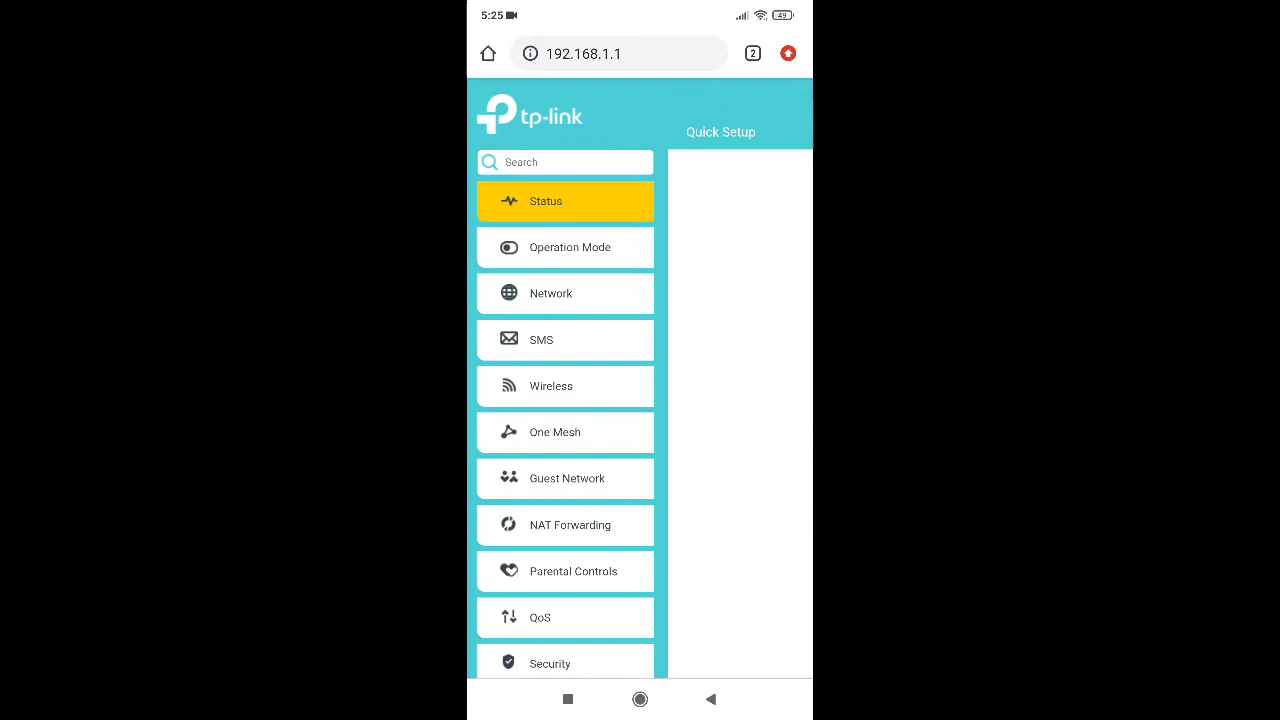 5:25
49
192.168.1.1
2
tp-link
Quick Setup
Search
Status
Operation Mode
Network
SMS
Wireless
One Mesh
Guest Network
NAT Forwarding
Parental Controls
QoS
Security